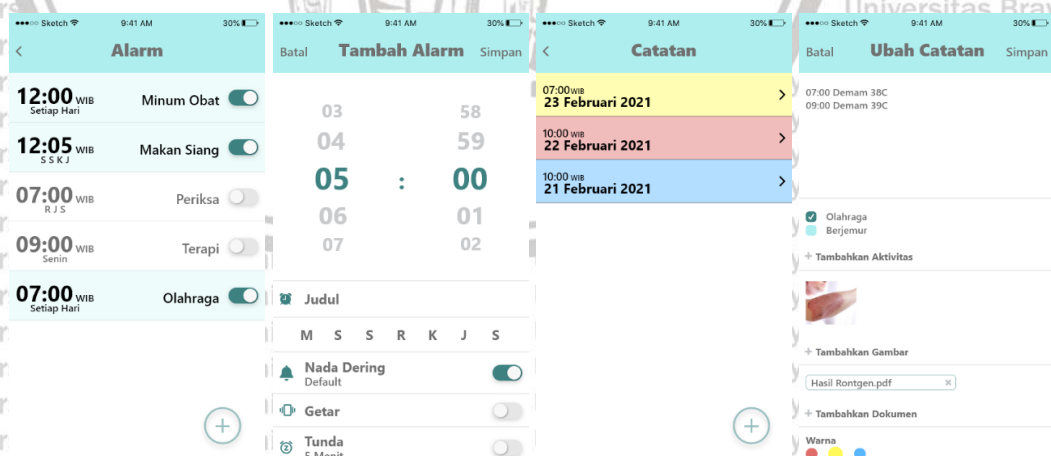 Universitas Brav
●●●○○ Sketch 9:41 AM 30%
< Alarm
12:00 WIB
Setiap Hari
Minum Obat
12:05 WIB
S S K J
Makan Siang
07:00 WIB
R J S
Periksa
09:00 WIB
Senin
Terapi
07:00 WIB
Setiap Hari
Olahraga
+
●●●○○ Sketch 9:41 AM 30%
Batal Tambah Alarm Simpan
03 58
04 59
05 : 00
06 01
07 02
Judul
M S S R K J S
Nada Dering
Default
Getar
Tunda
5 Menit
●●●○○ Sketch 9:41 AM 30%
< Catatan
07:00 WIB
23 Februari 2021 >
10:00 WIB
22 Februari 2021 >
10:00 WIB
21 Februari 2021 >
+
●●●○○ Sketch 9:41 AM 30%
Batal Ubah Catatan Simpan
07:00 Demam 38C
09:00 Demam 39C
Olahraga
Berjemur
+ Tambahkan Aktivitas
+ Tambahkan Gambar
Hasil Rontgen.pdf ×
+ Tambahkan Dokumen
Warna